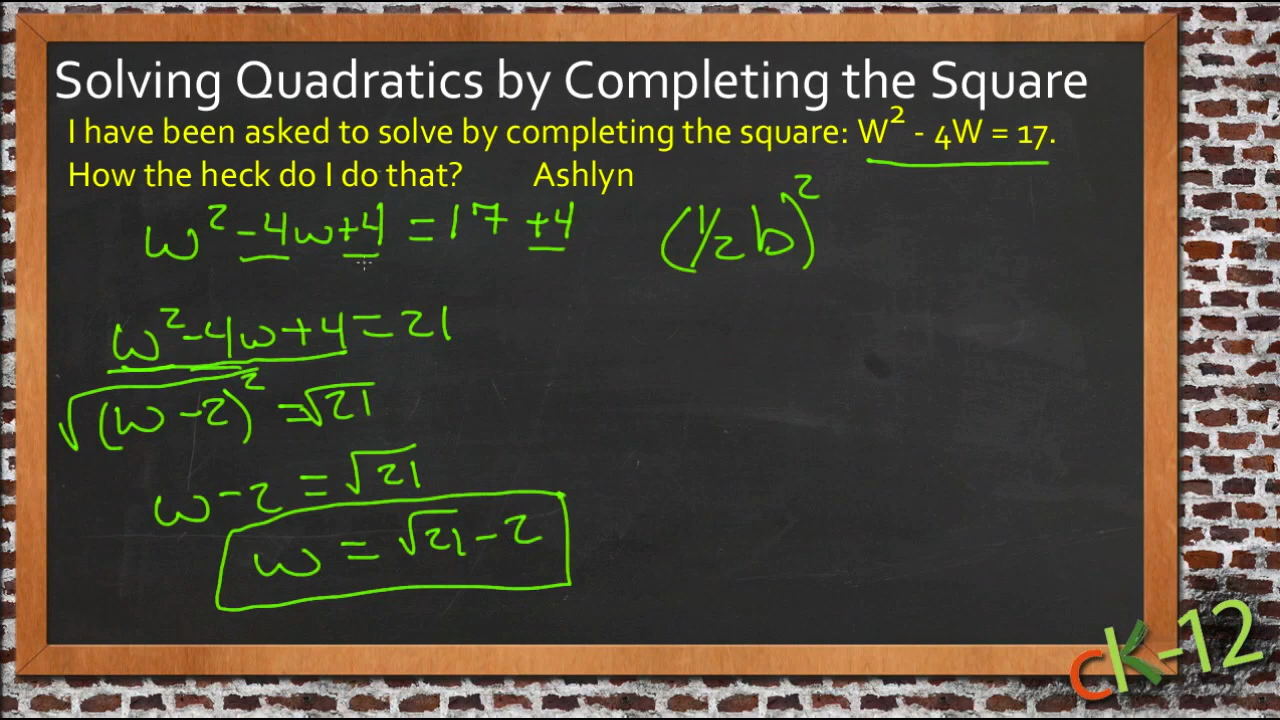 Solving Quadratics by Completing the Square
I have been asked to solve by completing the square: W² - 4W = 17.
How the heck do I do that? Ashlyn
w² -4w+4 = 17 +4 (1/2 b)²
w²-4w+4=21
√(w-2)² =√21
w-2 = √21
w = √21 -2
CK-12